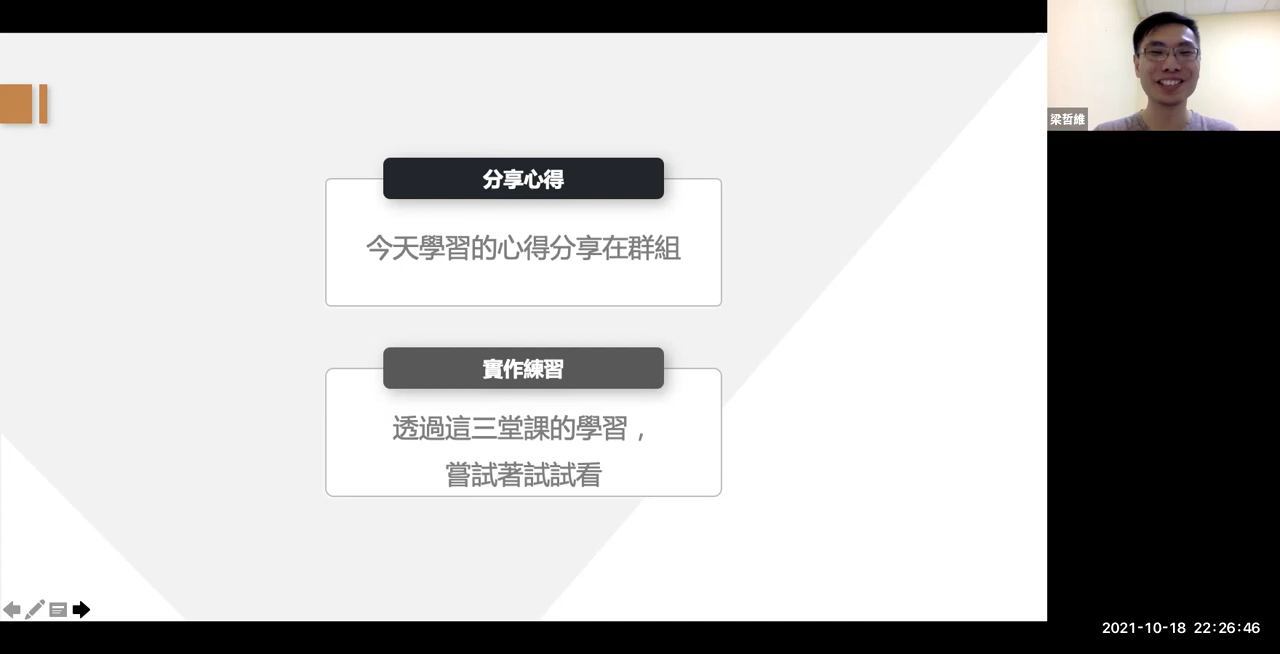 梁哲維
分享心得
今天學習的心得分享在群組
實作練習
透過這三堂課的學習，
嘗試著試試看
2021-10-18 22:26:46